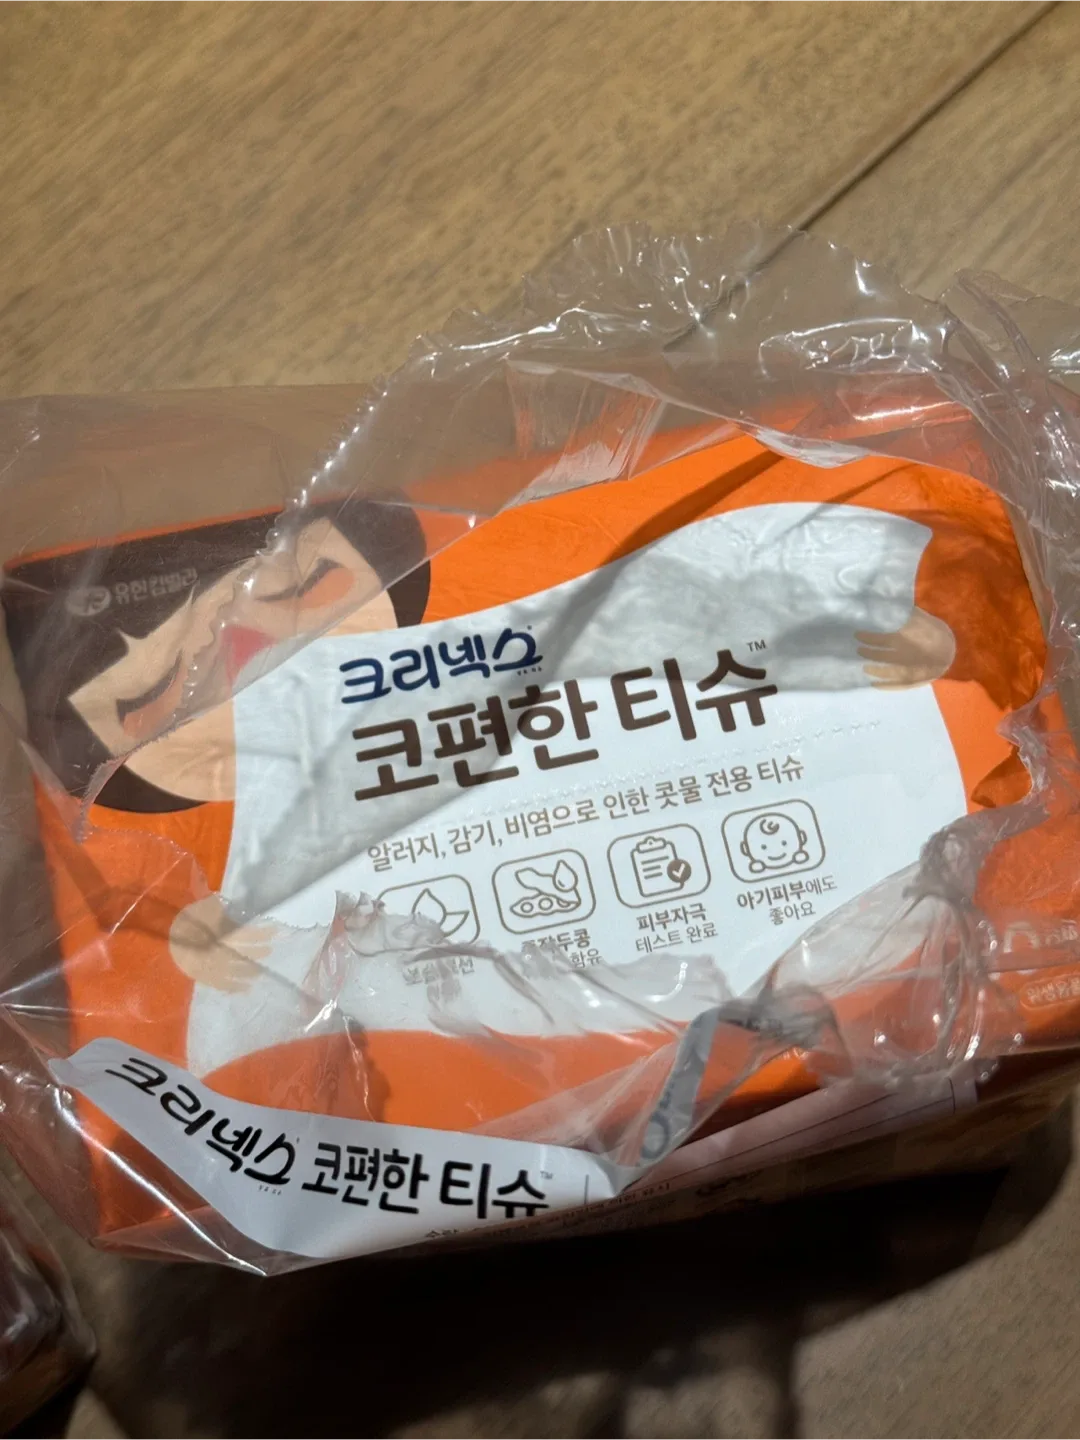 유한킴벌리
크리넥스
코편한 티슈™
알러지, 감기, 비염으로 인한 콧물 전용 티슈
피부자극
테스트 완료
아기피부에도
좋아요
함유
크리넥스 코편한 티슈™